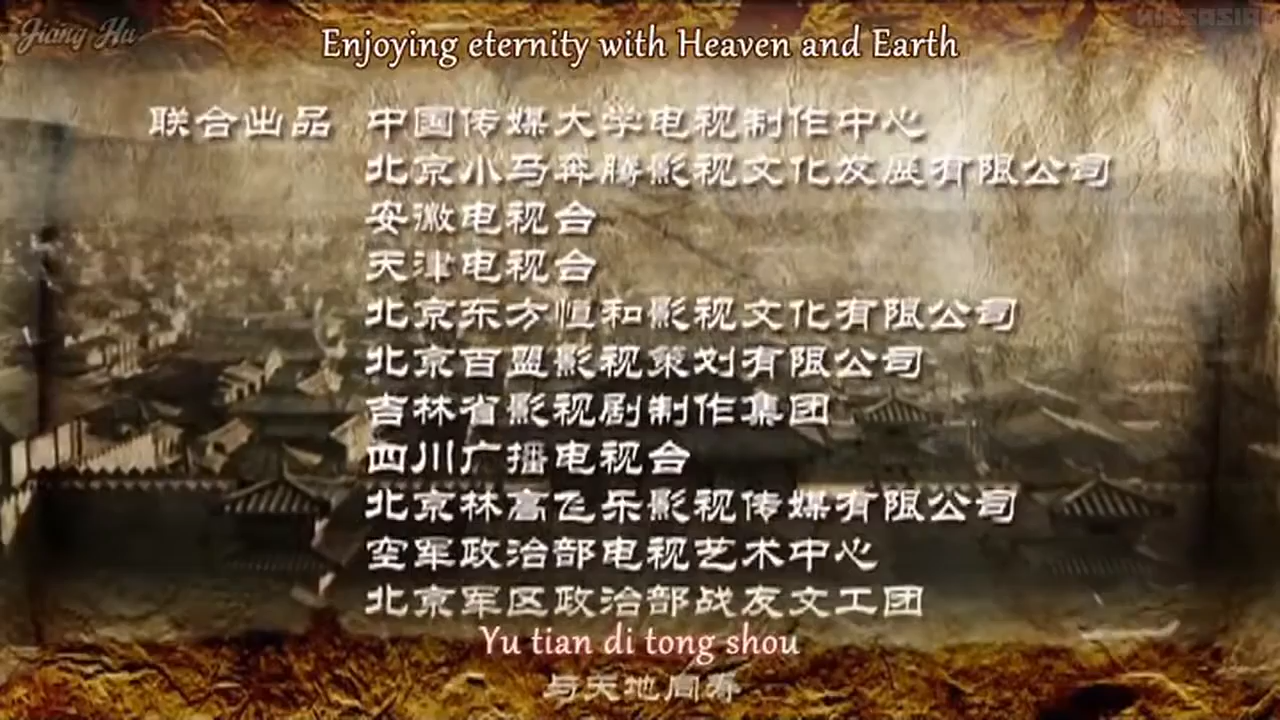 Jiang Hu
Enjoying eternity with Heaven and Earth
联合出品 中国传媒大学电视制作中心
北京小马奔腾影视文化发展有限公司
安徽电视台
天津电视台
北京东方恒和影视文化有限公司
北京百盟影视策划有限公司
吉林省影视剧制作集团
四川广播电视台
北京林高飞乐影视传媒有限公司
空军政治部电视艺术中心
北京军区政治部战友文工团
Yu tian di tong shou
与天地同寿